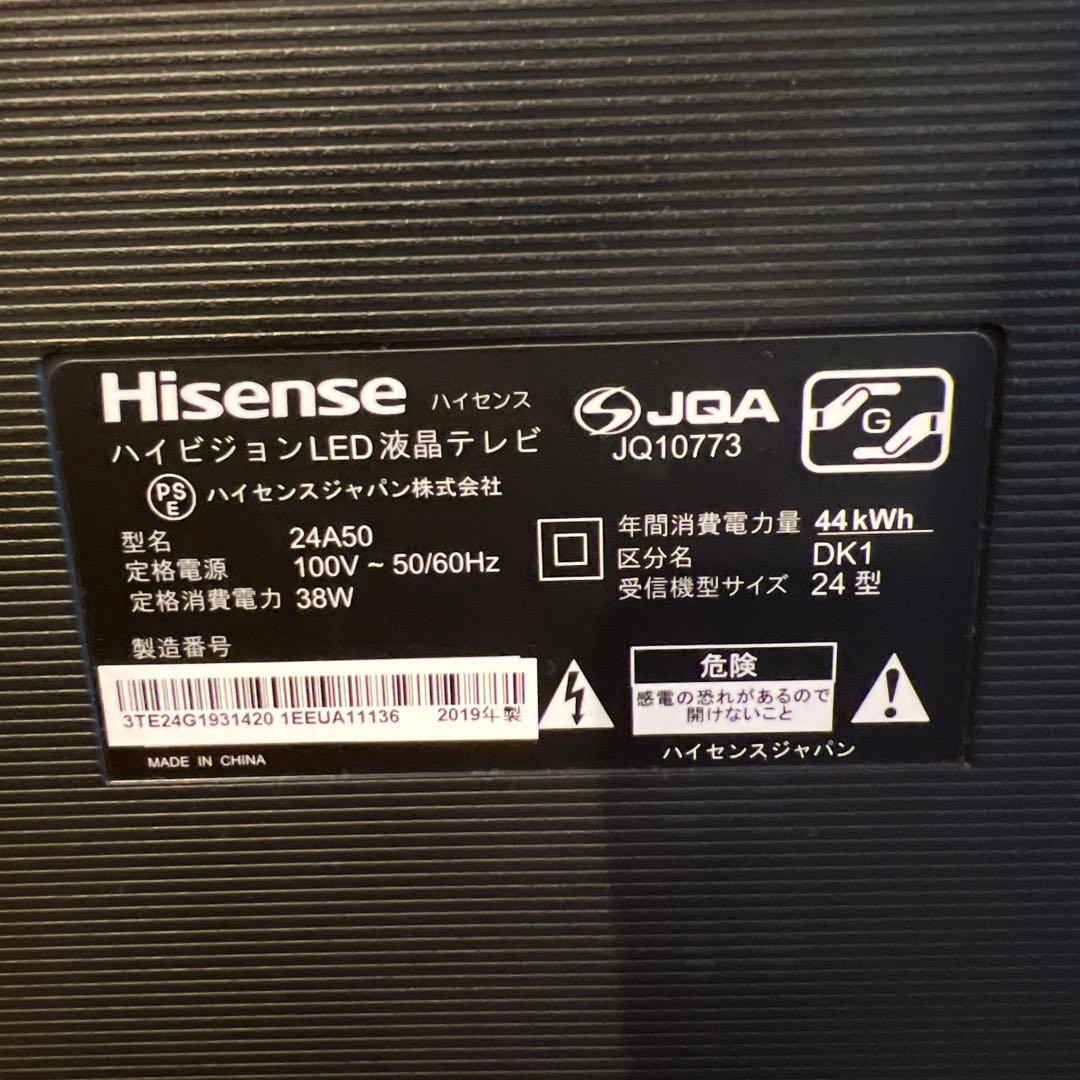 Hisense ハイセンス
ハイビジョンLED液晶テレビ
PSE ハイセンスジャパン株式会社
型名 24A50
定格電源 100V ~ 50/60Hz
定格消費電力 38W
製造番号
3TE24G1931420 1EEUA11136 2019年製
MADE IN CHINA
JQA
JQ10773
G
年間消費電力量 44kWh
区分名 DK1
受信機型サイズ 24型
危険
感電の恐れがあるので
開けないこと
ハイセンスジャパン